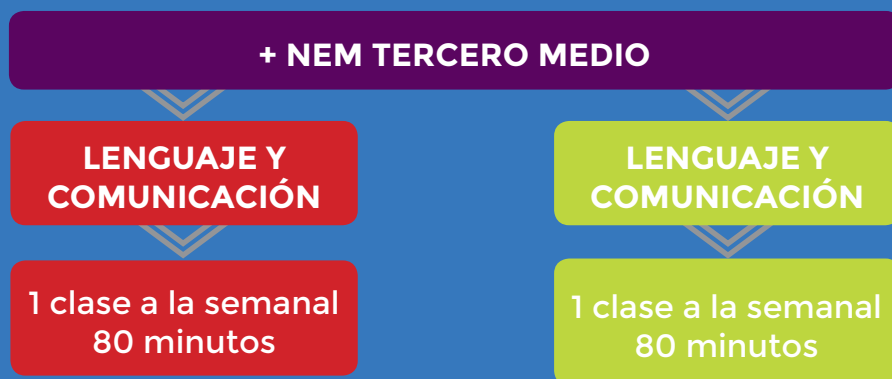 + NEM TERCERO MEDIO
LENGUAJE Y
COMUNICACIÓN
1 clase a la semanal
80 minutos
LENGUAJE Y
COMUNICACIÓN
1 clase a la semanal
80 minutos